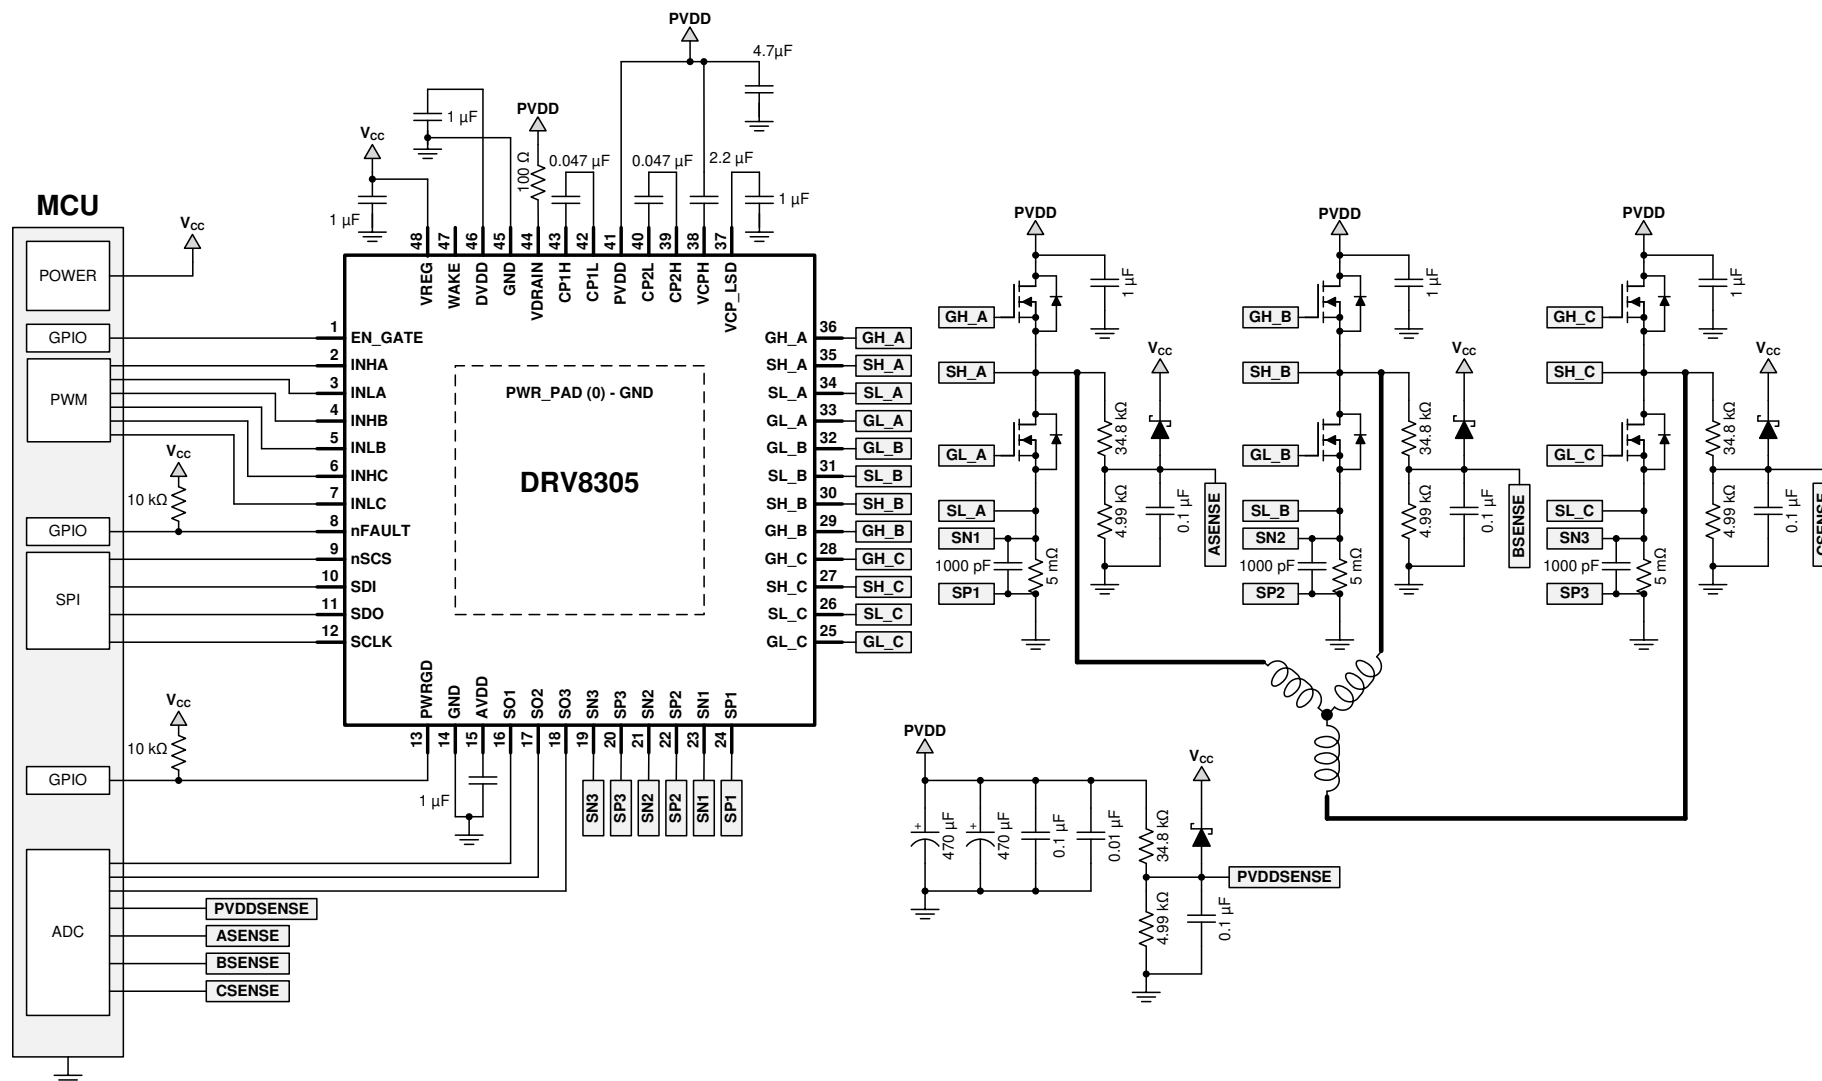 PVDD
4.7µF
1 µF
PVDD
VCC
100 Ω
0.047 µF
0.047 µF
2.2 µF
1 µF
1 µF
MCU
VCC
POWER
GPIO
PWM
VCC
10 kΩ
GPIO
SPI
VCC
10 kΩ
GPIO
ADC
PVDDSENSE
ASENSE
BSENSE
CSENSE
48 47 46 45 44 43 42 41 40 39 38 37
VREG WAKE DVDD GND VDRAIN CP1H CP1L PVDD CP2L CP2H VCPH VCP_LSD
1 EN_GATE
2 INHA
3 INLA
4 INHB
5 INLB
6 INHC
7 INLC
8 nFAULT
9 nSCS
10 SDI
11 SDO
12 SCLK
PWR_PAD (0) - GND
DRV8305
GH_A 36 GH_A
SH_A 35 SH_A
SL_A 34 SL_A
GL_A 33 GL_A
GL_B 32 GL_B
SL_B 31 SL_B
SH_B 30 SH_B
GH_B 29 GH_B
GH_C 28 GH_C
SH_C 27 SH_C
SL_C 26 SL_C
GL_C 25 GL_C
PWRGD GND AVDD SO1 SO2 SO3 SN3 SP3 SN2 SP2 SN1 SP1
13 14 15 16 17 18 19 20 21 22 23 24
1 µF
SN3 SP3 SN2 SP2 SN1 SP1
PVDD
1 µF
GH_A
VCC
SH_A
34.8 kΩ
GL_A
4.99 kΩ
0.1 µF
ASENSE
SL_A
SN1
1000 pF
5 mΩ
SP1
PVDD
1 µF
GH_B
VCC
SH_B
34.8 kΩ
GL_B
4.99 kΩ
0.1 µF
BSENSE
SL_B
SN2
1000 pF
5 mΩ
SP2
PVDD
1 µF
GH_C
VCC
SH_C
34.8 kΩ
GL_C
4.99 kΩ
0.1 µF
SL_C
SN3
1000 pF
5 mΩ
SP3
PVDD
VCC
+ 470 µF
+ 470 µF
0.1 µF
0.01 µF
34.8 kΩ
PVDDSENSE
4.99 kΩ
0.1 µF